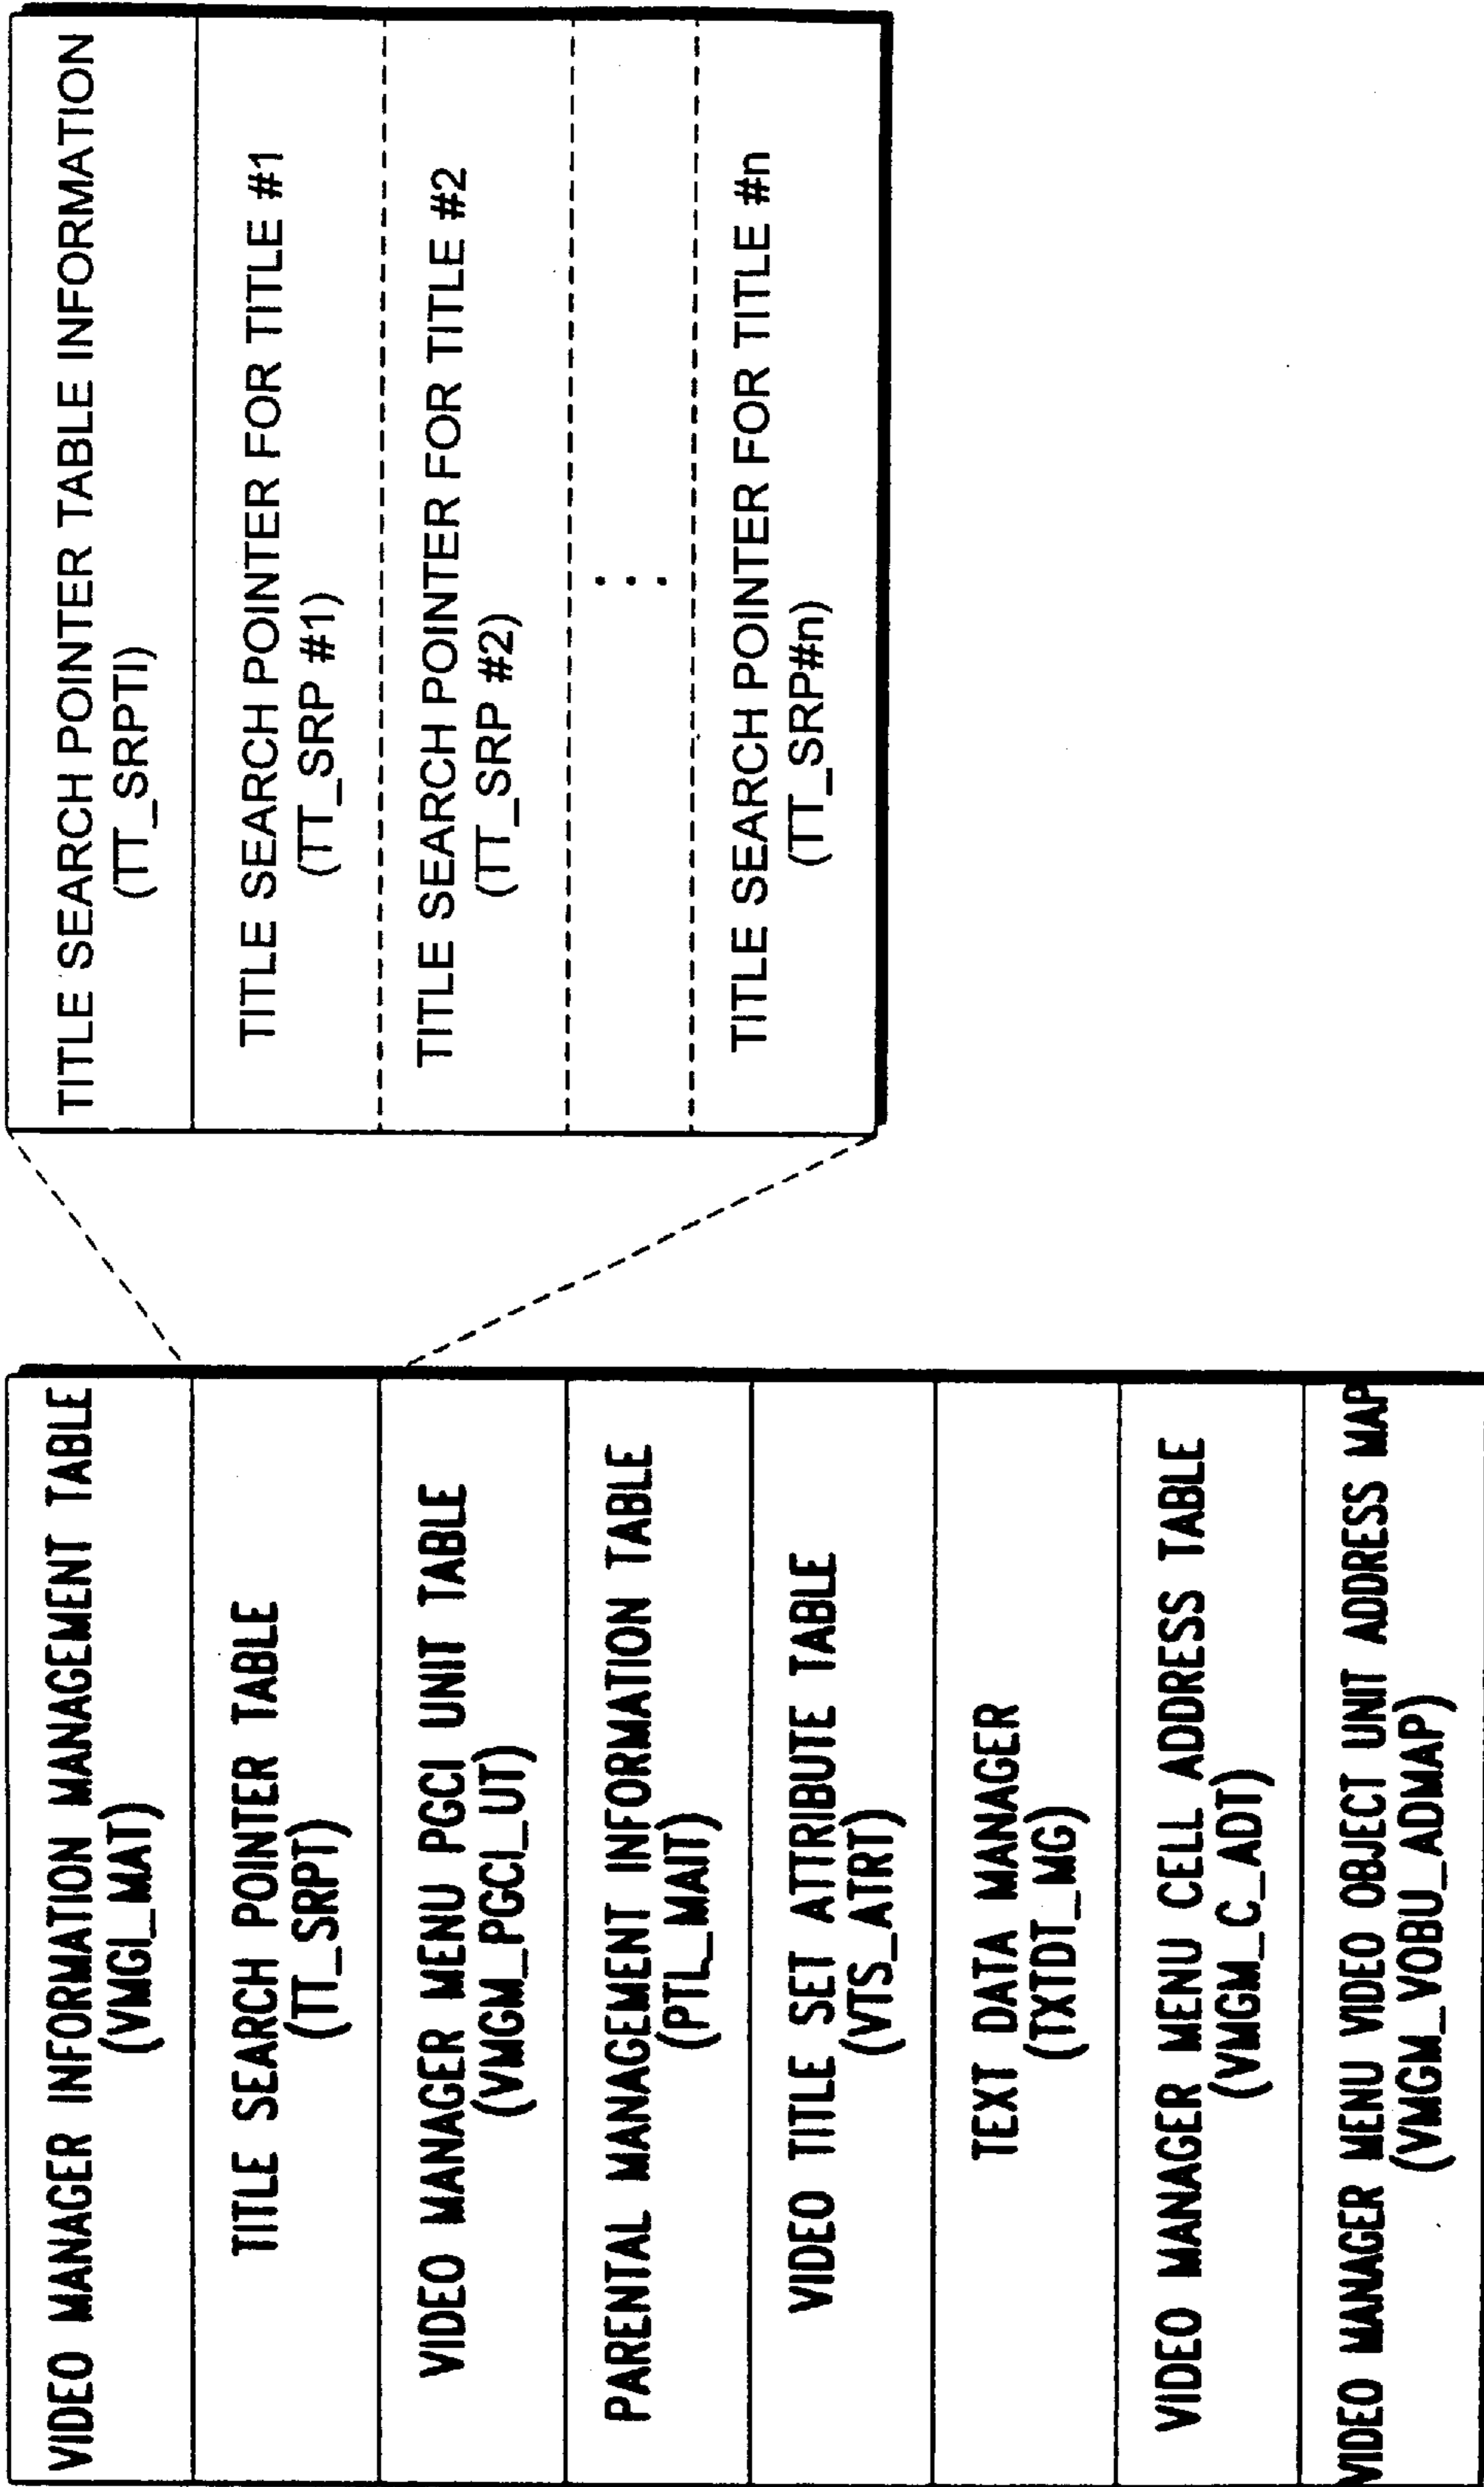 VIDEO MANAGER INFORMATION MANAGEMENT TABLE
(VMGI_MAT)
TITLE SEARCH POINTER TABLE
(TT_SRPT)
VIDEO MANAGER MENU PGCI UNIT TABLE
(VMGM_PGCI_UT)
PARENTAL MANAGEMENT INFORMATION TABLE
(PTL_MAIT)
VIDEO TITLE SET ATTRIBUTE TABLE
(VTS_ATRT)
TEXT DATA MANAGER
(TXTDT_MG)
VIDEO MANAGER MENU CELL ADDRESS TABLE
(VMGM_C_ADT)
VIDEO MANAGER MENU VIDEO OBJECT UNIT ADDRESS MAP
(VMGM_VOBU_ADMAP)
TITLE SEARCH POINTER TABLE INFORMATION
(TT_SRPTI)
TITLE SEARCH POINTER FOR TITLE #1
(TT_SRP #1)
TITLE SEARCH POINTER FOR TITLE #2
(TT_SRP #2)
...
TITLE SEARCH POINTER FOR TITLE #n
(TT_SRP#n)